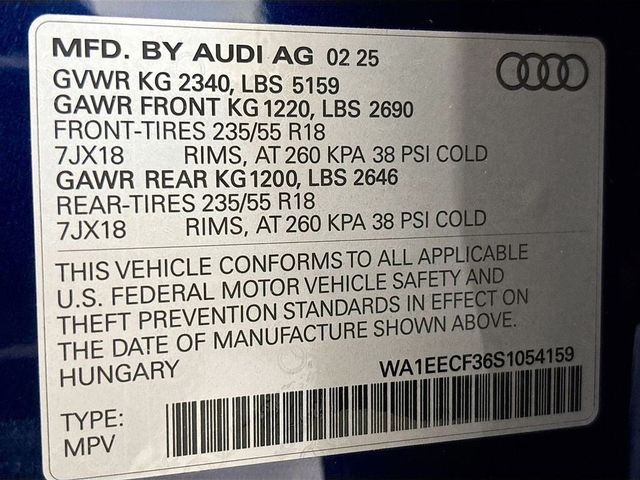 MFD. BY AUDI AG 02 25
GVWR KG 2340, LBS 5159
GAWR FRONT KG 1220, LBS 2690
FRONT-TIRES 235/55 R18
7JX18 RIMS, AT 260 KPA 38 PSI COLD
GAWR REAR KG 1200, LBS 2646
REAR-TIRES 235/55 R18
7JX18 RIMS, AT 260 KPA 38 PSI COLD
THIS VEHICLE CONFORMS TO ALL APPLICABLE
U.S. FEDERAL MOTOR VEHICLE SAFETY AND
THEFT PREVENTION STANDARDS IN EFFECT ON
THE DATE OF MANUFACTURE SHOWN ABOVE.
HUNGARY WA1EECF36S1054159
TYPE:
MPV